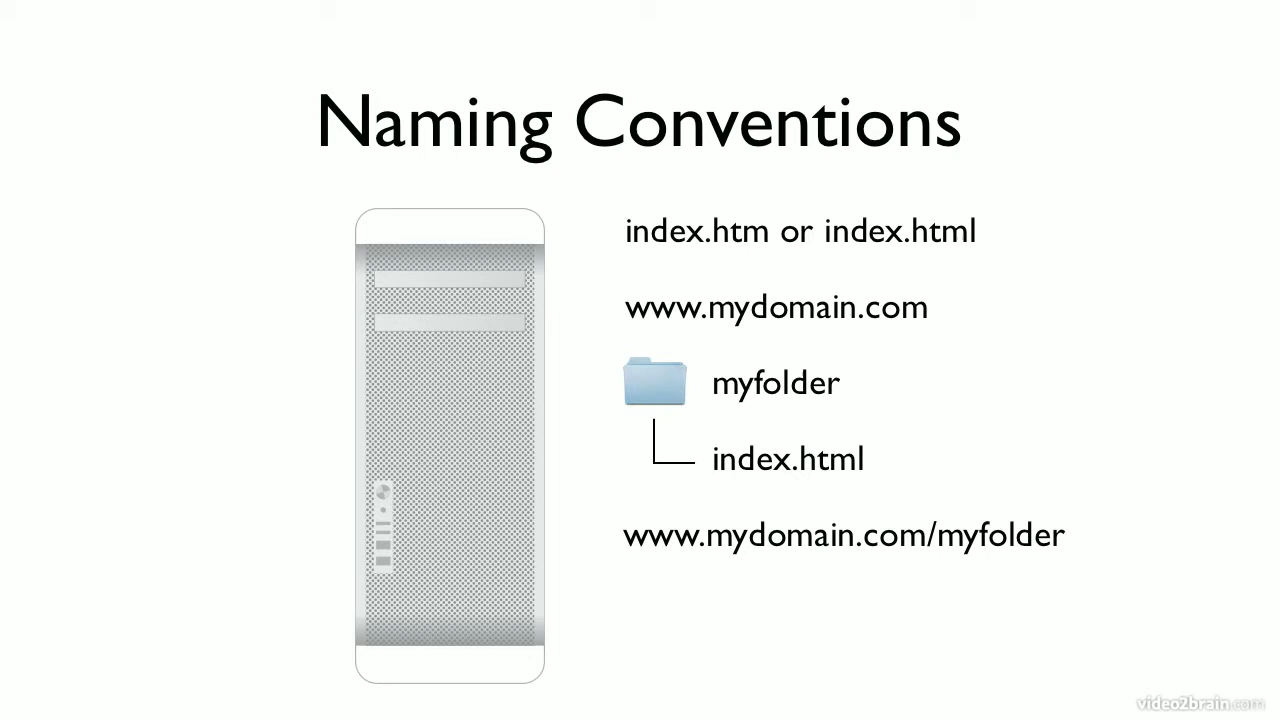 Naming Conventions
index.htm or index.html
www.mydomain.com
myfolder
index.html
www.mydomain.com/myfolder
video2brain.com